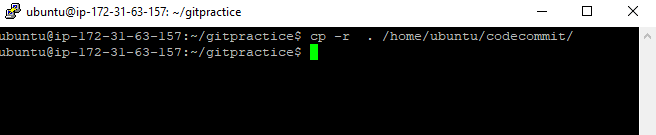 ubuntu@ip-172-31-63-157: ~/gitpractice
ubuntu@ip-172-31-63-157:~/gitpractice$ cp -r  . /home/ubuntu/codecommit/
ubuntu@ip-172-31-63-157:~/gitpractice$